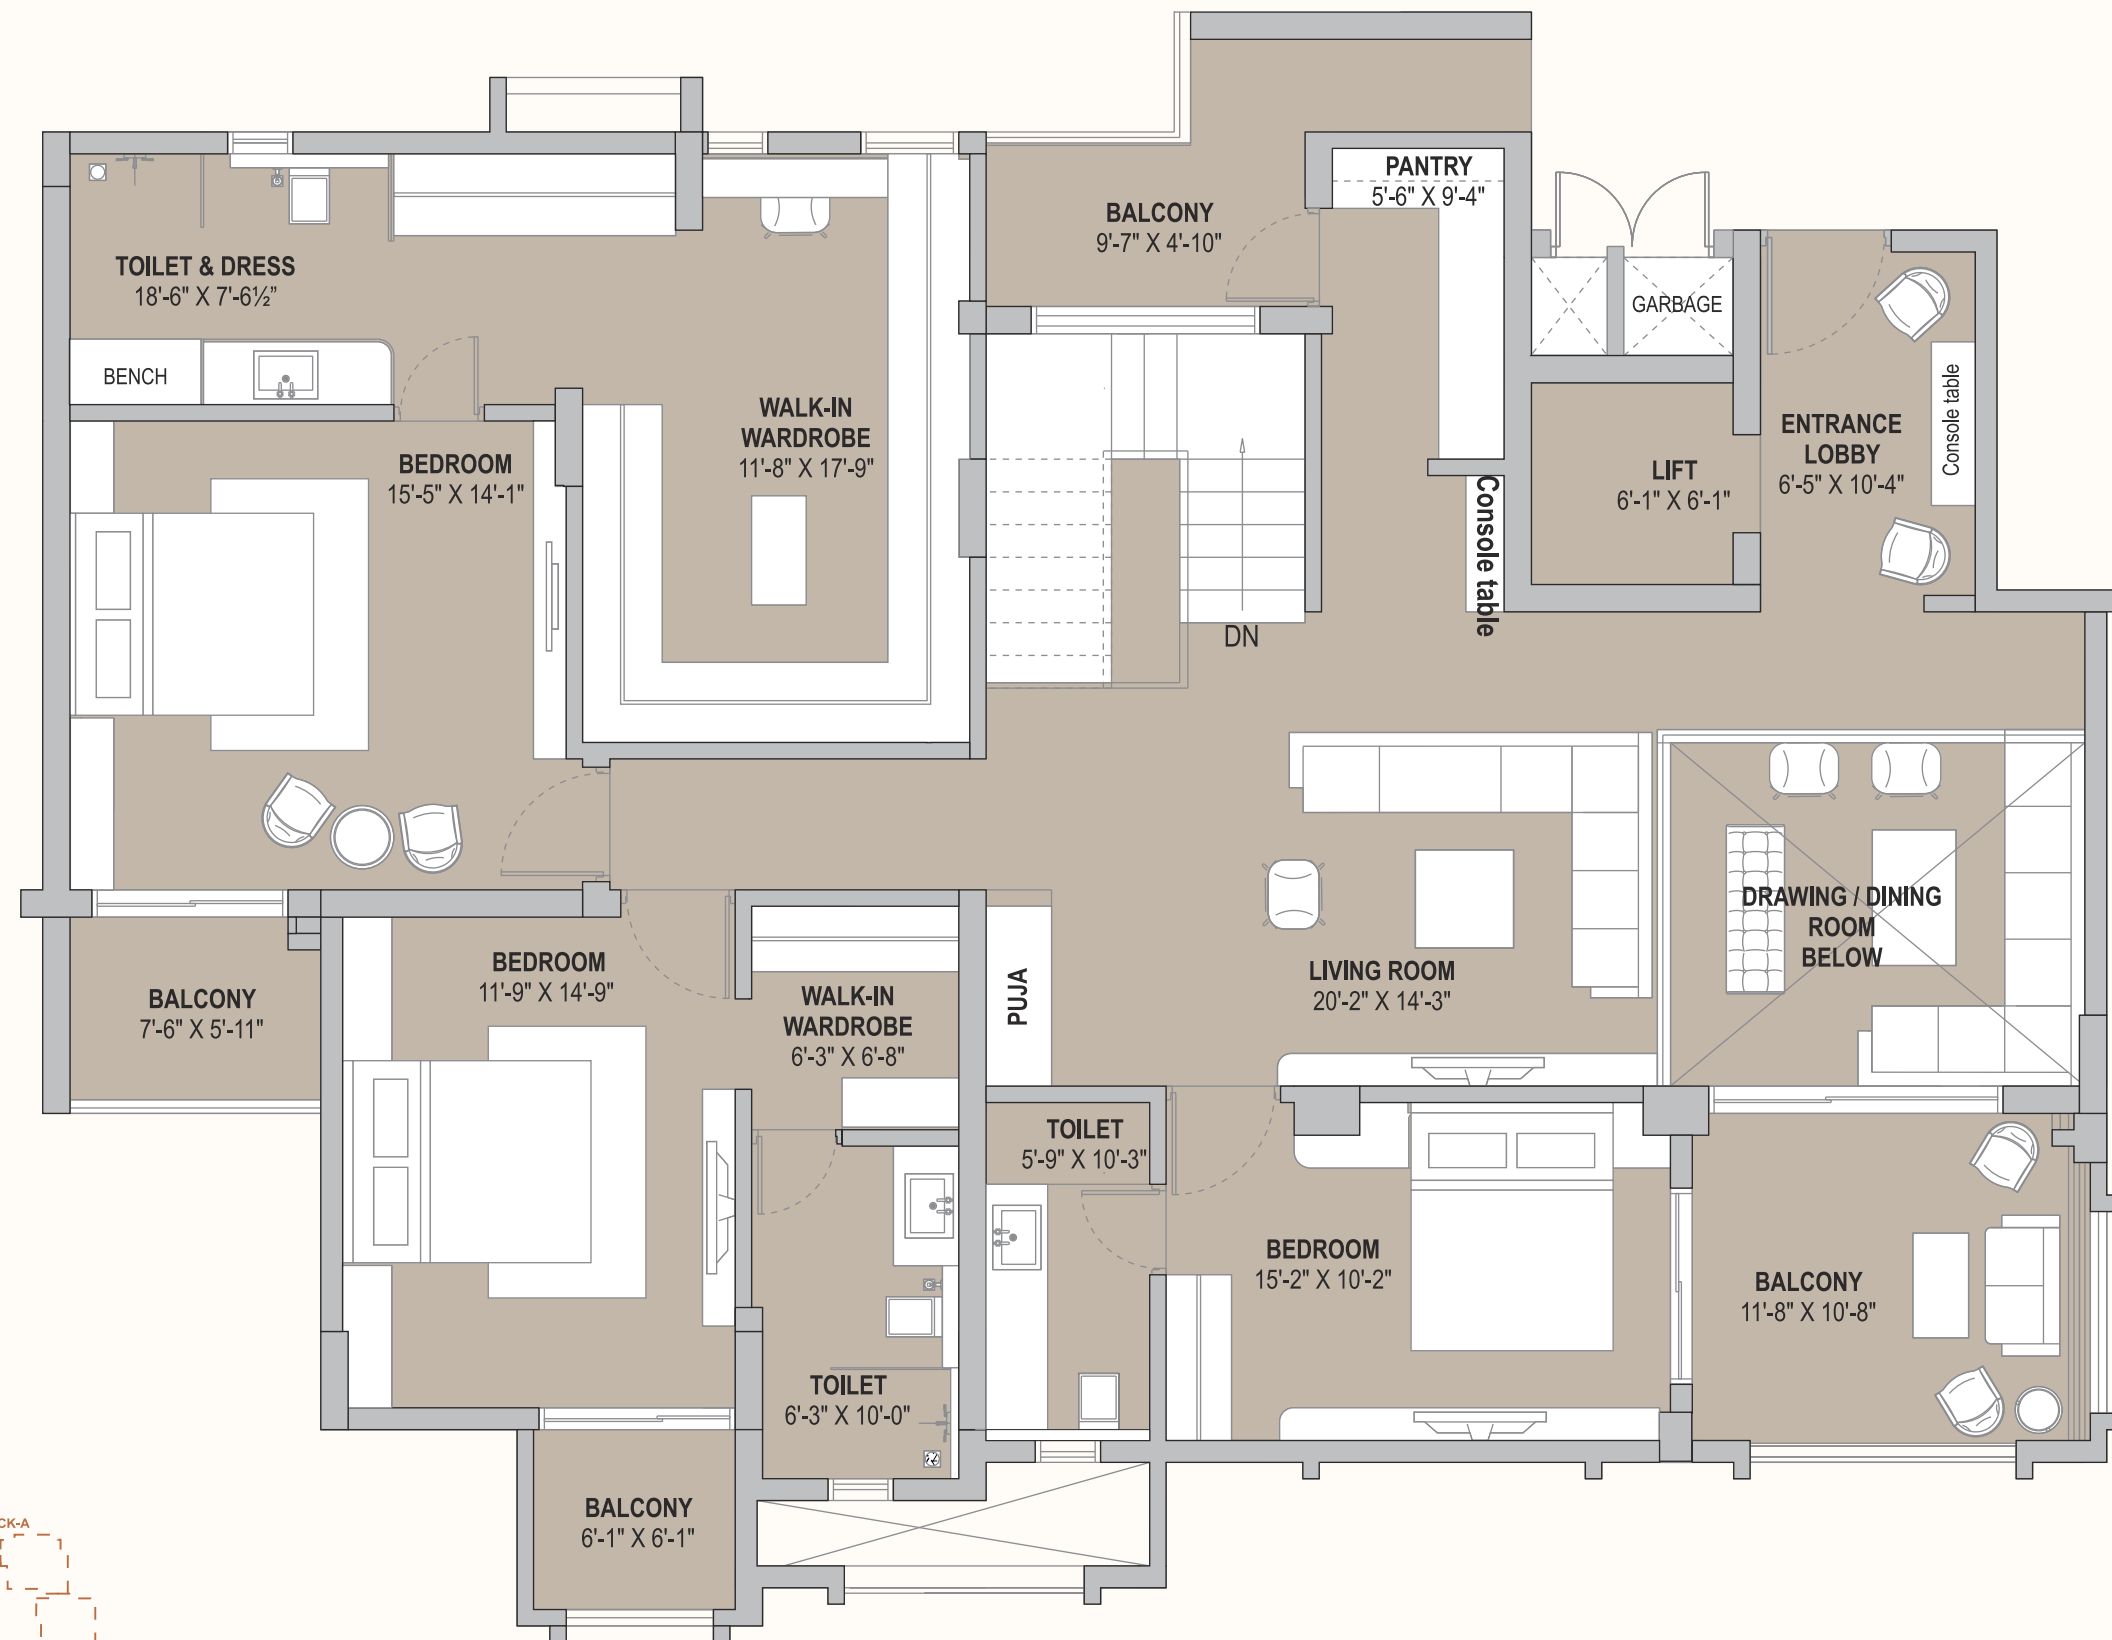 PANTRY
5'-6" X 9'-4"
BALCONY
9'-7" X 4'-10"
TOILET & DRESS
18'-6" X 7'-6½”
GARBAGE
BENCH
WALK-IN
WARDROBE
11'-8" X 17'-9"
BEDROOM
15'-5" X 14'-1"
LIFT
6'-1" X 6'-1"
ENTRANCE
LOBBY
6'-5" X 10'-4"
Console table
Console table
DN
DRAWING / DINING
ROOM
BELOW
LIVING ROOM
20'-2" X 14'-3"
PUJA
BEDROOM
11'-9" X 14'-9"
BALCONY
7'-6" X 5'-11"
WALK-IN
WARDROBE
6'-3" X 6'-8"
TOILET
5'-9" X 10'-3"
BEDROOM
15'-2" X 10'-2"
BALCONY
11'-8" X 10'-8"
TOILET
6'-3" X 10'-0"
BALCONY
6'-1" X 6'-1"
CK-A